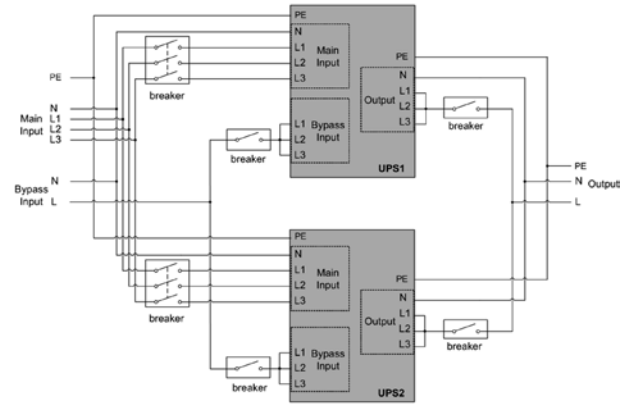 PE
N
L1
L2
L3
Main
Input
breaker
PE
N
Main L1
Input L2
L3
N
Bypass
Input L
L1
L2
L3
Bypass
Input
breaker
PE
N
L1
L2
L3
Output
breaker
UPS1
PE
N Output
L
PE
N
L1
L2
L3
Main
Input
breaker
L1
L2
L3
Bypass
Input
breaker
PE
N
L1
L2
L3
Output
breaker
UPS2